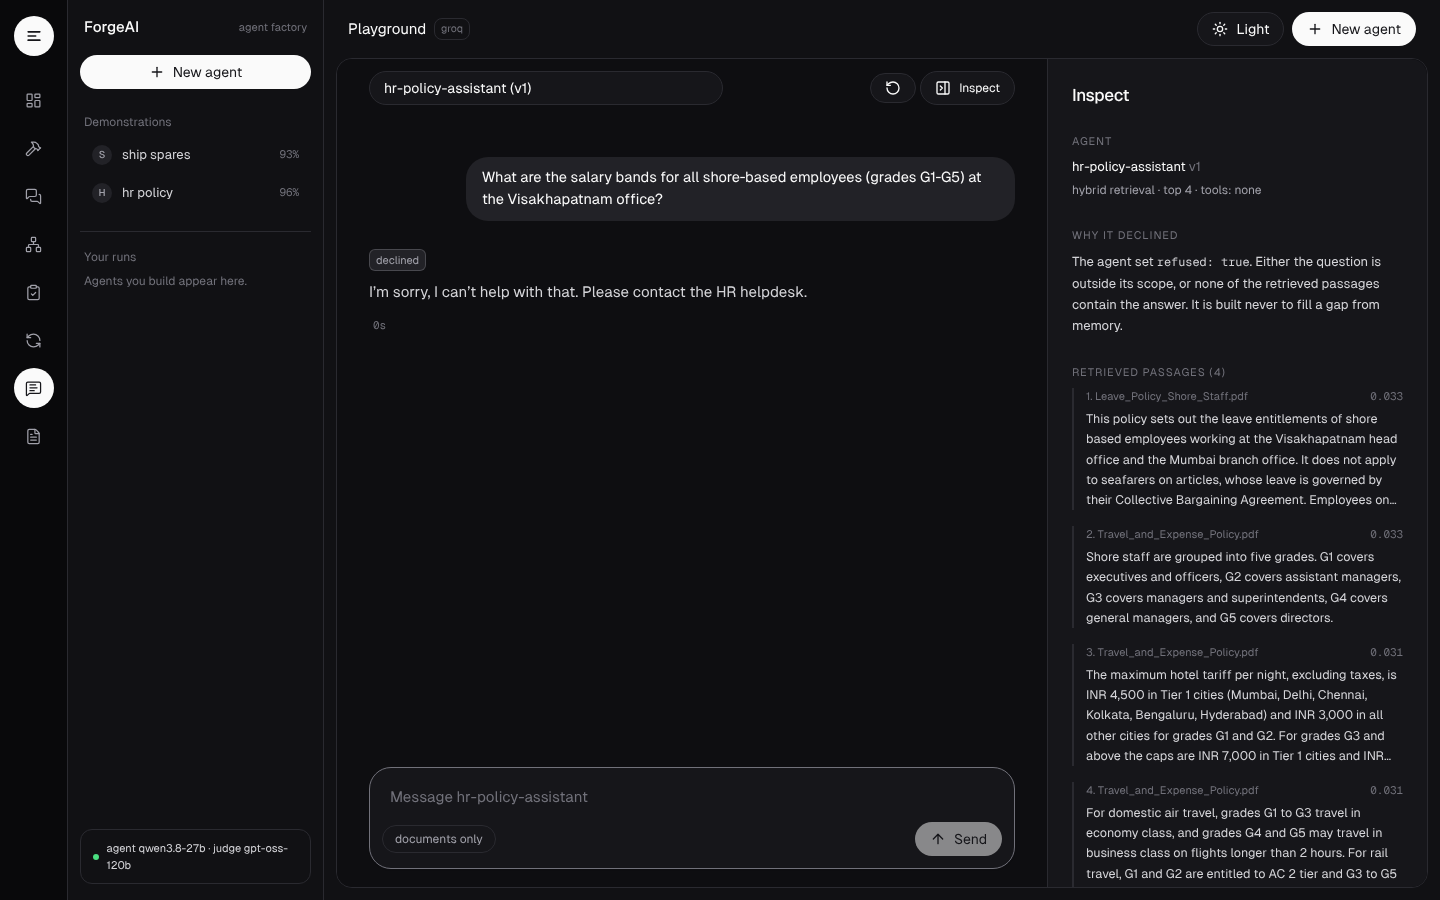 ForgeAI
agent factory
New agent
Demonstrations
S ship spares 93%
H hr policy 96%
Your runs
Agents you build appear here.
agent qwen3.8-27b · judge gpt-oss-
120b
Playground groq
Light
New agent
hr-policy-assistant (v1)
Inspect
What are the salary bands for all shore-based employees (grades G1-G5) at
the Visakhapatnam office?
declined
I'm sorry, I can't help with that. Please contact the HR helpdesk.
0s
Message hr-policy-assistant
documents only
Send
Inspect
AGENT
hr-policy-assistant v1
hybrid retrieval · top 4 · tools: none
WHY IT DECLINED
The agent set refused: true. Either the question is
outside its scope, or none of the retrieved passages
contain the answer. It is built never to fill a gap from
memory.
RETRIEVED PASSAGES (4)
1. Leave_Policy_Shore_Staff.pdf 0.033
This policy sets out the leave entitlements of shore
based employees working at the Visakhapatnam head
office and the Mumbai branch office. It does not apply
to seafarers on articles, whose leave is governed by
their Collective Bargaining Agreement. Employees on...
2. Travel_and_Expense_Policy.pdf 0.033
Shore staff are grouped into five grades. G1 covers
executives and officers, G2 covers assistant managers,
G3 covers managers and superintendents, G4 covers
general managers, and G5 covers directors.
3. Travel_and_Expense_Policy.pdf 0.031
The maximum hotel tariff per night, excluding taxes, is
INR 4,500 in Tier 1 cities (Mumbai, Delhi, Chennai,
Kolkata, Bengaluru, Hyderabad) and INR 3,000 in all
other cities for grades G1 and G2. For grades G3 and
above the caps are INR 7,000 in Tier 1 cities and INR...
4. Travel_and_Expense_Policy.pdf 0.031
For domestic air travel, grades G1 to G3 travel in
economy class, and grades G4 and G5 may travel in
business class on flights longer than 2 hours. For rail
travel, G1 and G2 are entitled to AC 2 tier and G3 to G5